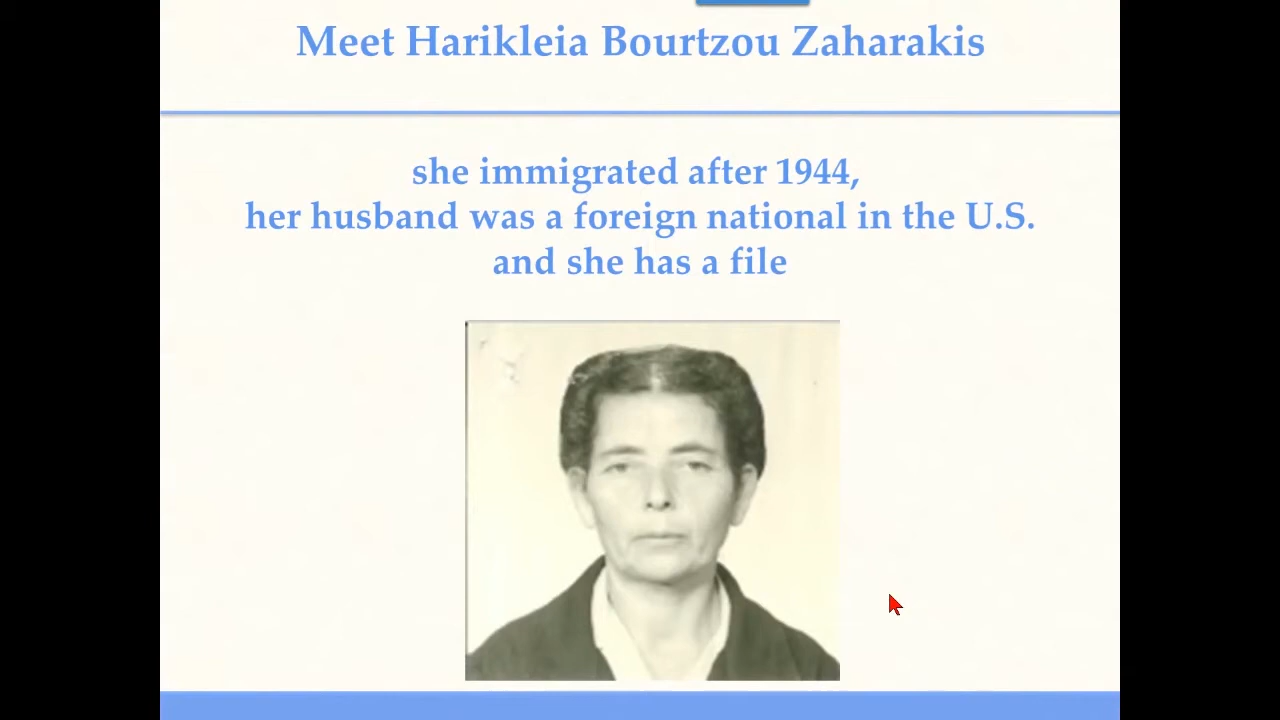 Meet Harikleia Bourtzou Zaharakis
she immigrated after 1944,
her husband was a foreign national in the U.S.
and she has a file